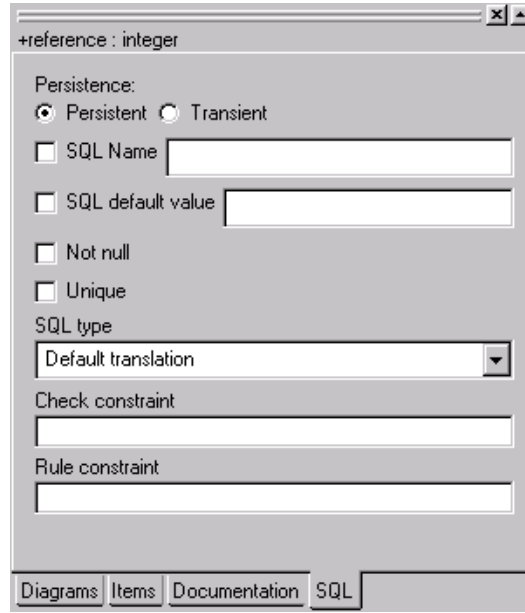 +reference : integer
Persistence:
Persistent Transient
SQL Name
SQL default value
Not null
Unique
SQL type
Default translation
Check constraint
Rule constraint
Diagrams Items Documentation SQL